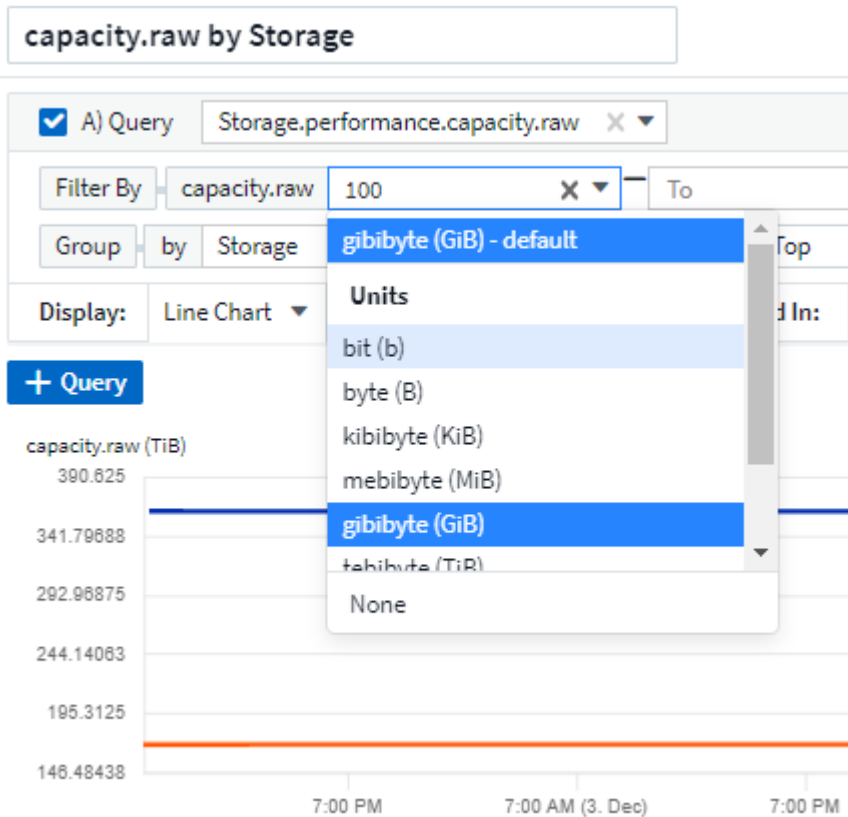 capacity.raw by Storage
A) Query Storage.performance.capacity.raw
Filter By capacity.raw 100 To
Group by Storage Top
gibibyte (GiB) - default
Units
Display: Line Chart d In:
bit (b)
byte (B)
+ Query
kibibyte (KiB)
mebibyte (MiB)
gibibyte (GiB)
tebibyte (TiB)
None
capacity.raw (TiB)
390.625
341.79688
292.96875
244.14063
195.3125
146.48438
7:00 PM 7:00 AM (3. Dec) 7:00 PM